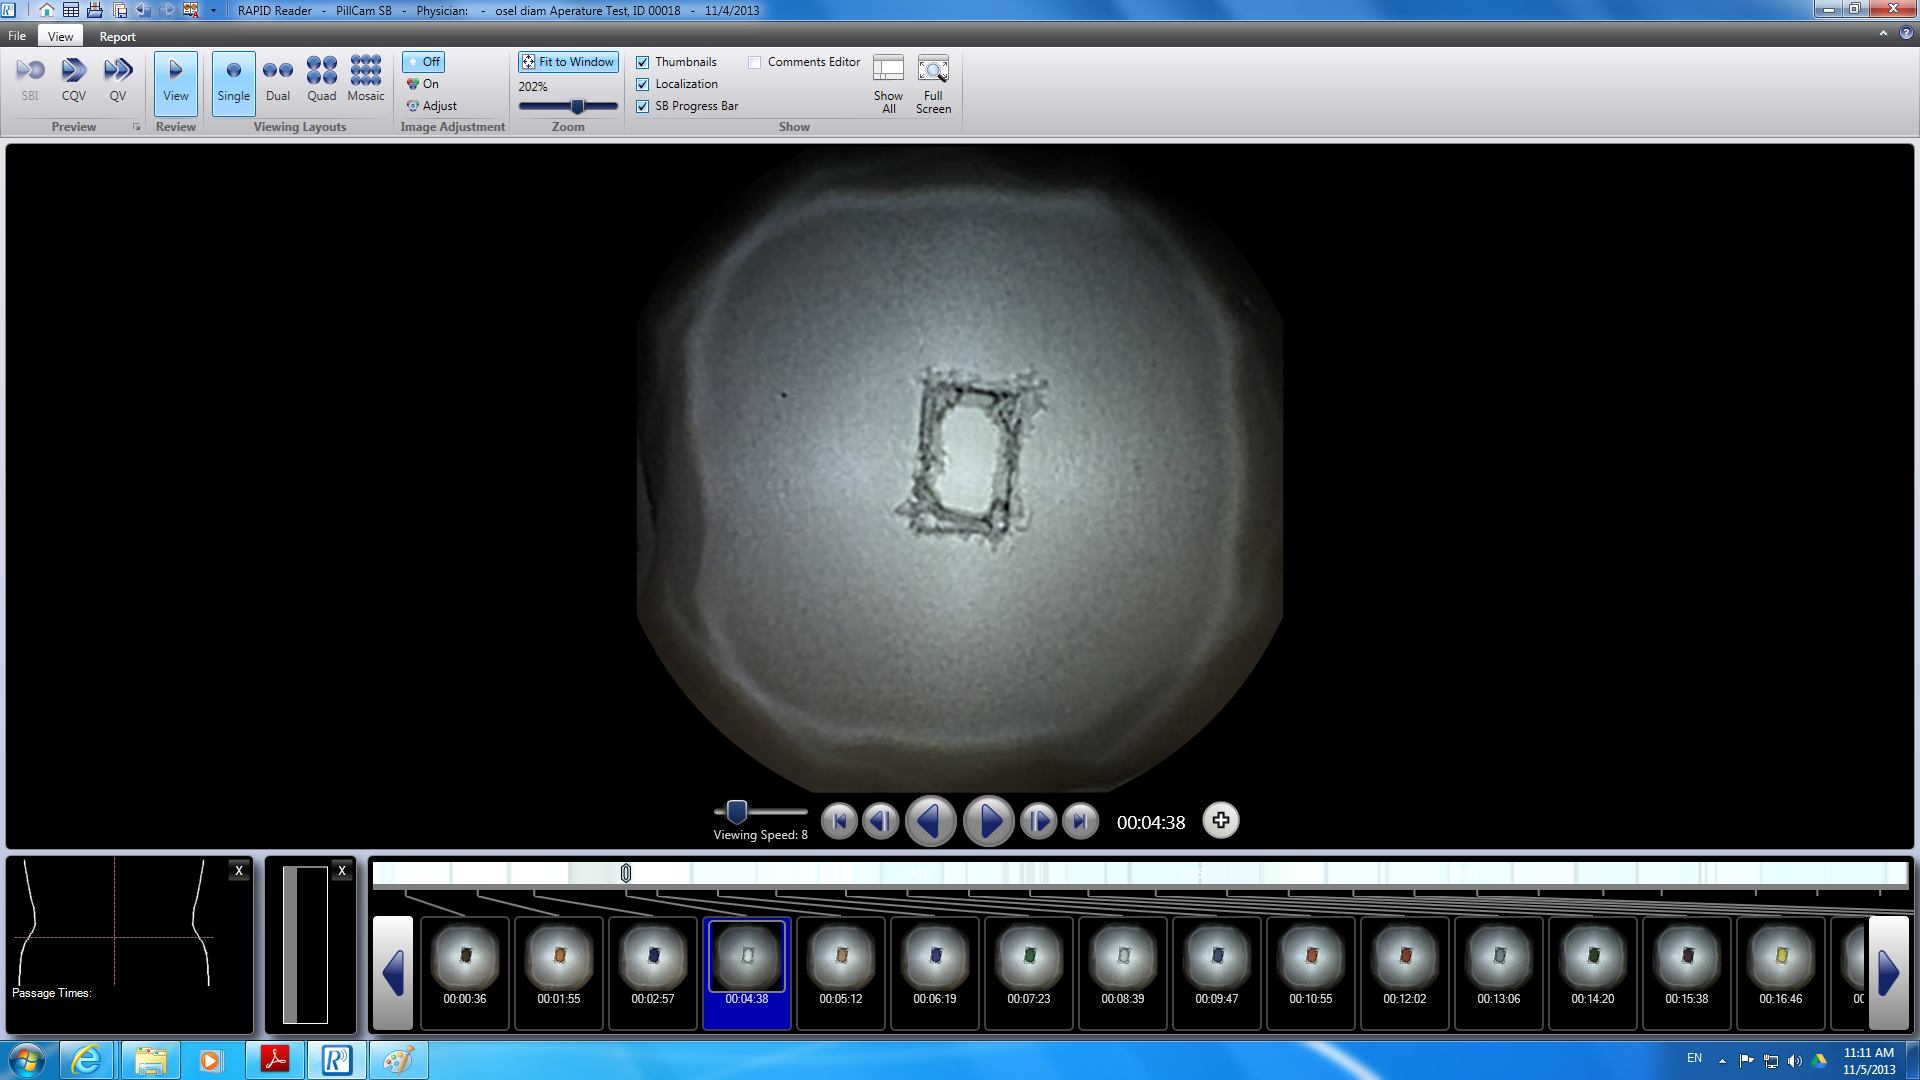 RAPID Reader - PillCam SB - Physician: - osel diam Aperature Test, ID 00018 - 11/4/2013
File View Report
SBI CQV QV View Single Dual Quad Mosaic
Off
On
Adjust
Fit to Window
202%
Thumbnails
Localization
SB Progress Bar
Comments Editor
Show All
Full Screen
Preview Review Viewing Layouts Image Adjustment Zoom Show
Viewing Speed: 8
00:04:38
X
Passage Times:
X
00:00:36 00:01:55 00:02:57 00:04:38 00:05:12 00:06:19 00:07:23 00:08:39 00:09:47 00:10:55 00:12:02 00:13:06 00:14:20 00:15:38 00:16:46 00
EN
11:11 AM
11/5/2013